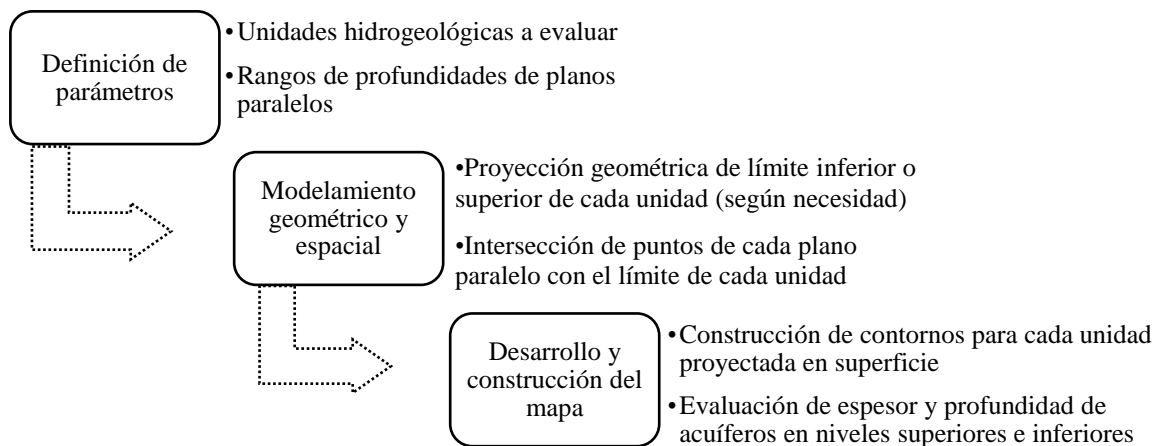 Definición de
parámetros
•Unidades hidrogeológicas a evaluar
•Rangos de profundidades de planos
paralelos
Modelamiento
geométrico y
espacial
•Proyección geométrica de límite inferior o
superior de cada unidad (según necesidad)
•Intersección de puntos de cada plano
paralelo con el límite de cada unidad
Desarrollo y
construcción del
mapa
•Construcción de contornos para cada unidad
proyectada en superficie
•Evaluación de espesor y profundidad de
acuíferos en niveles superiores e inferiores